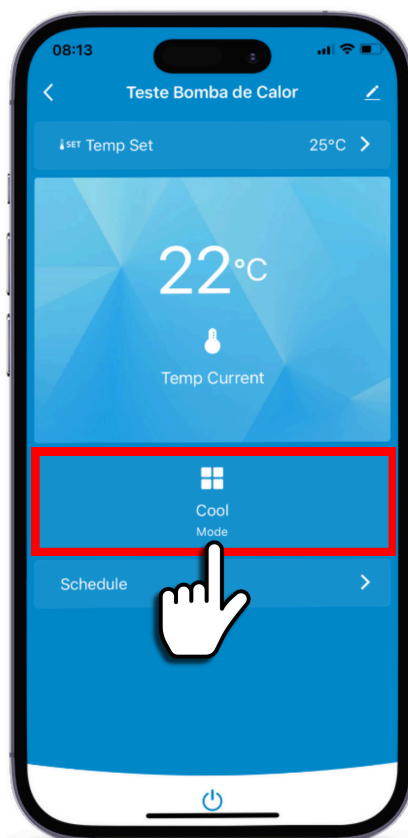 08:13
Teste Bomba de Calor
SET Temp Set 25°C
22°C
Temp Current
Cool
Mode
Schedule